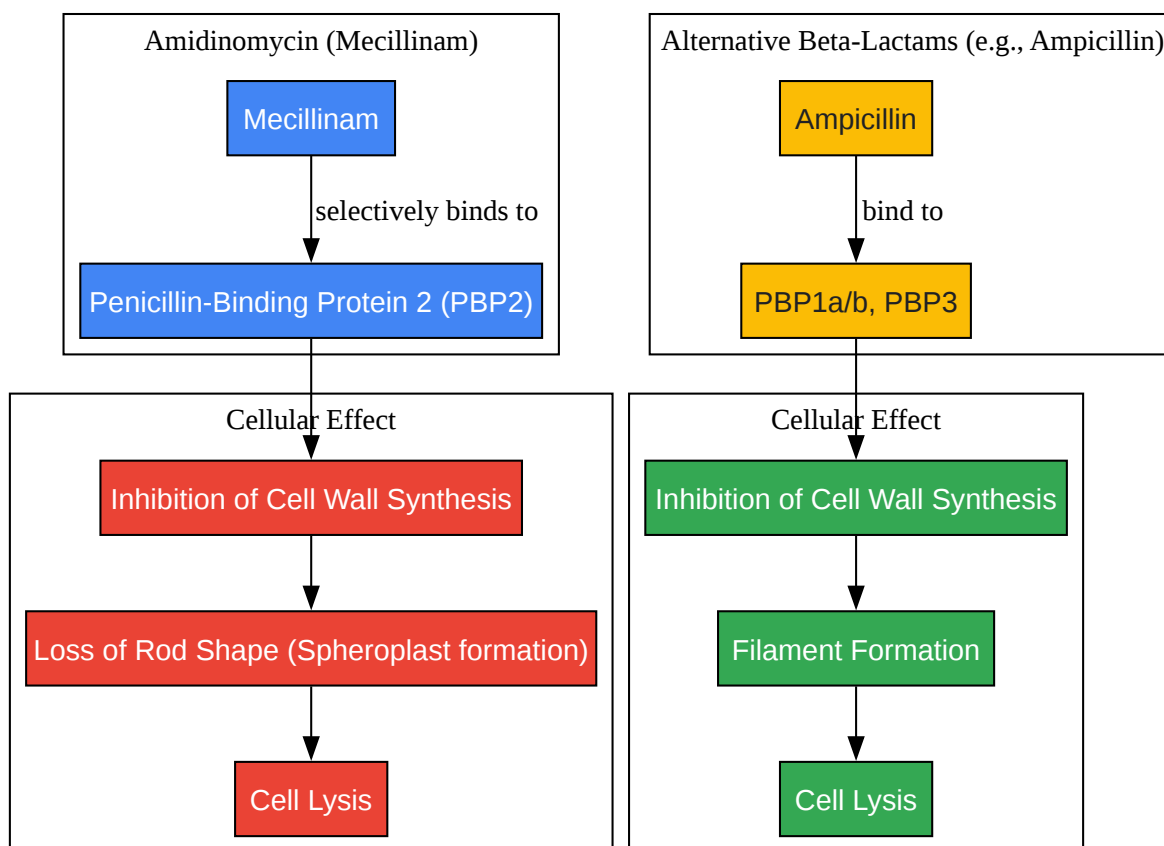 Amidinomycin (Mecillinam)
Mecillinam
selectively binds to
Penicillin-Binding Protein 2 (PBP2)
Cellular Effect
Inhibition of Cell Wall Synthesis
Loss of Rod Shape (Spheroplast formation)
Cell Lysis
Alternative Beta-Lactams (e.g., Ampicillin)
Ampicillin
bind to
PBP1a/b, PBP3
Cellular Effect
Inhibition of Cell Wall Synthesis
Filament Formation
Cell Lysis